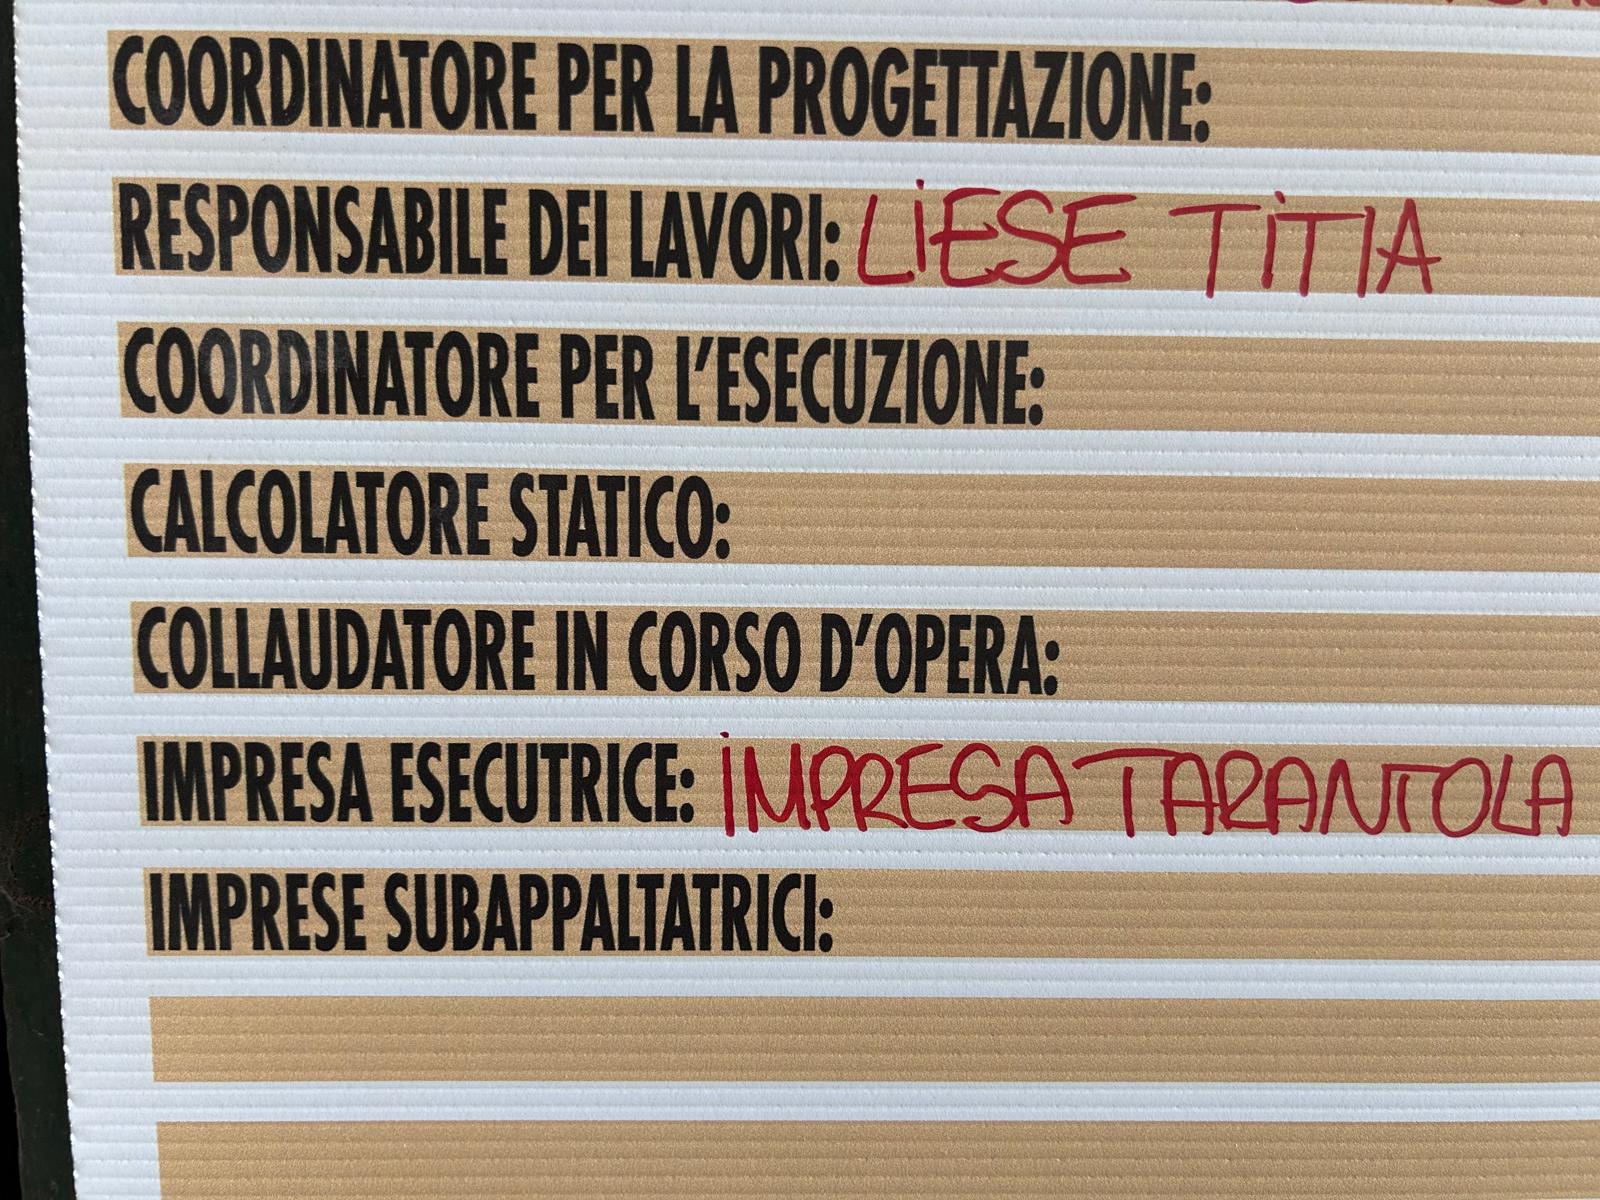 COORDINATORE PER LA PROGETTAZIONE:
RESPONSABILE DEI LAVORI: LIESE TITIA
COORDINATORE PER L'ESECUZIONE:
CALCOLATORE STATICO:
COLLAUDATORE IN CORSO D'OPERA:
IMPRESA ESECUTRICE: IMPRESA TARANTOLA
IMPRESE SUBAPPALTATRICI: